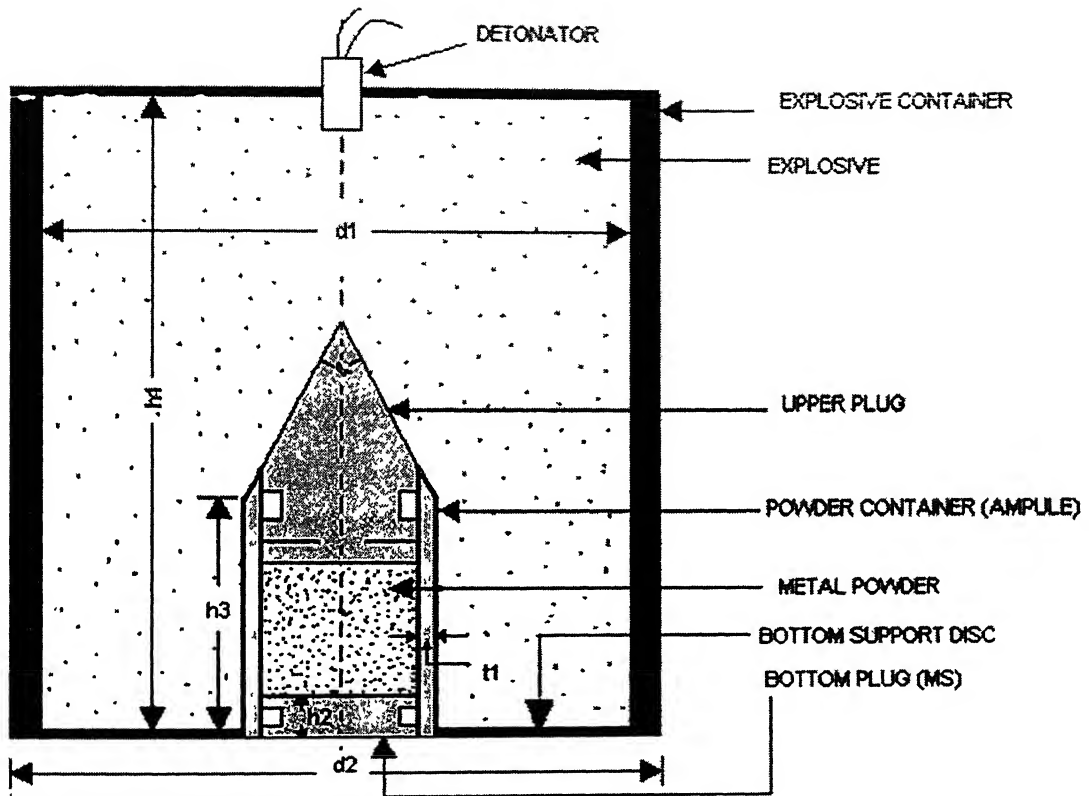 DETONATOR
EXPLOSIVE CONTAINER
EXPLOSIVE
d1
h1
UPPER PLUG
POWDER CONTAINER (AMPULE)
METAL POWDER
h3
BOTTOM SUPPORT DISC
t1
BOTTOM PLUG (MS)
h2
d2